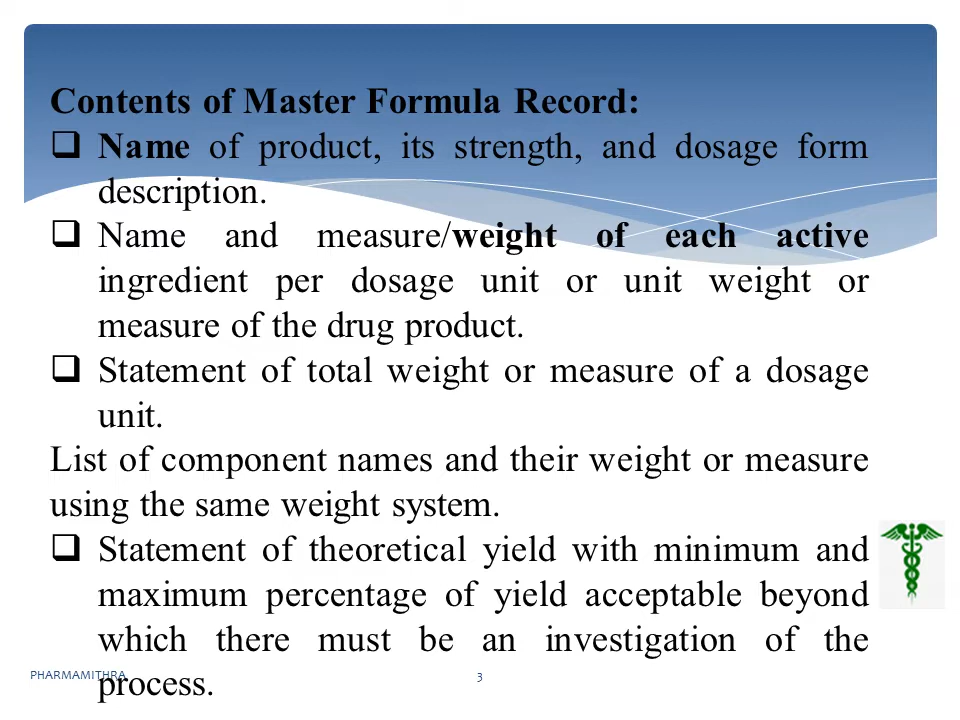 Contents of Master Formula Record:
❑ Name of product, its strength, and dosage form
description.
❑ Name and measure/weight of each active
ingredient per dosage unit or unit weight or
measure of the drug product.
❑ Statement of total weight or measure of a dosage
unit.
List of component names and their weight or measure
using the same weight system.
❑ Statement of theoretical yield with minimum and
maximum percentage of yield acceptable beyond
which there must be an investigation of the
process.
PHARMAMITHRA
3